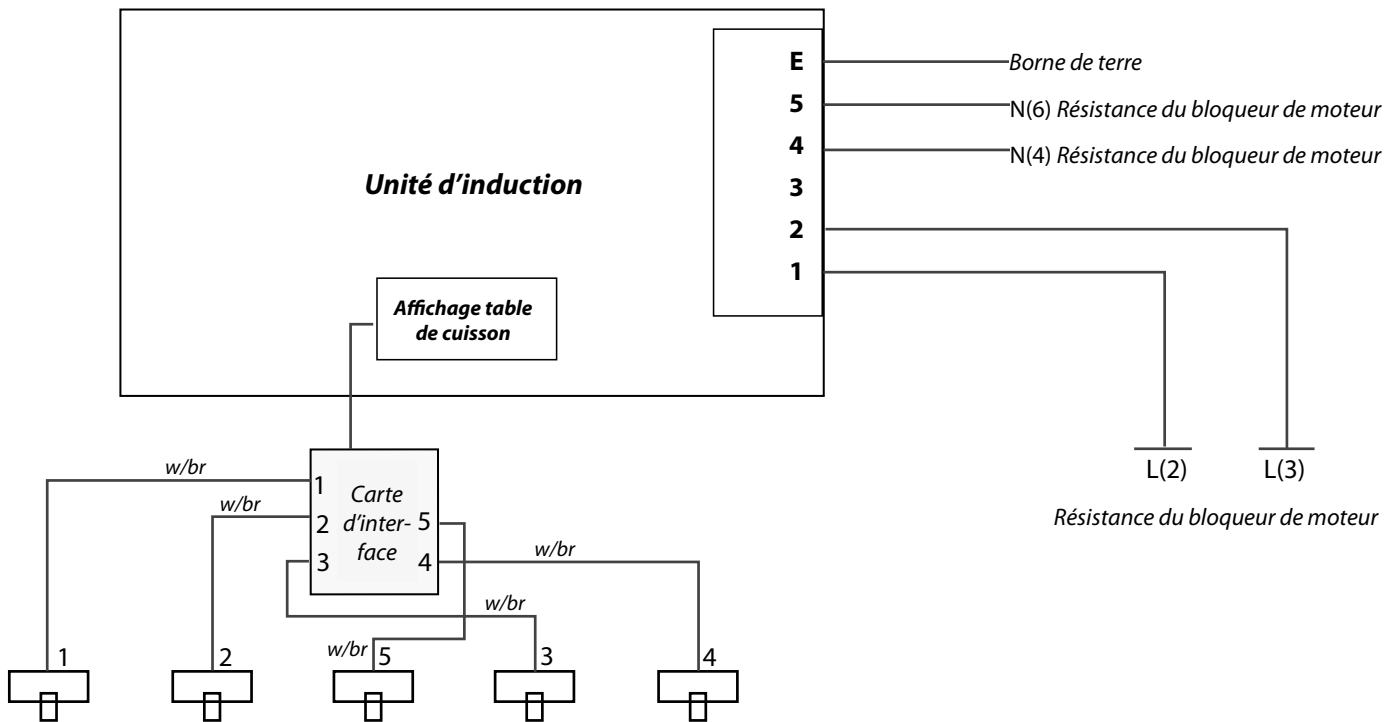 E
Borne de terre
5
N(6) Résistance du bloqueur de moteur
4
N(4) Résistance du bloqueur de moteur
Unité d’induction
3
2
1
Affichage table
de cuisson
L(2)
L(3)
Résistance du bloqueur de moteur
w/br
w/br
1
2
3
Carte
d’inter-
face
5
4
w/br
w/br
w/br
1
2
5
3
4